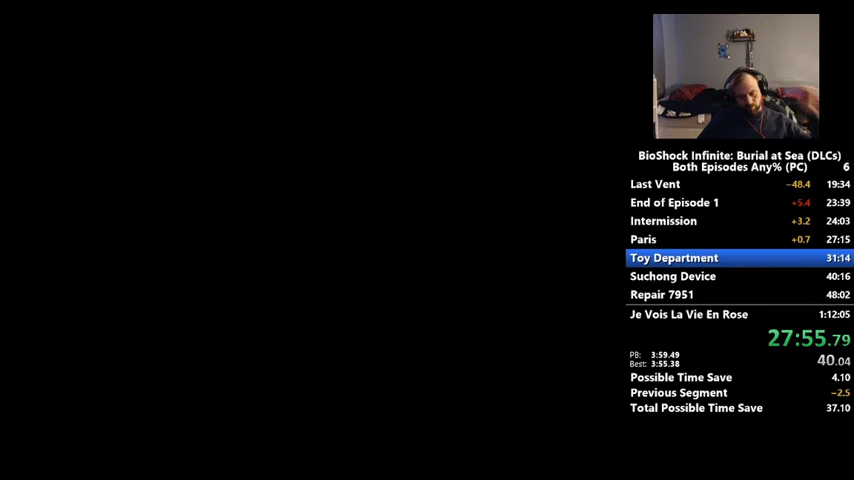 BioShock Infinite: Burial at Sea (DLCs)
Both Episodes Any% (PC) 6
Last Vent −48.4 19:34
End of Episode 1 +5.4 23:39
Intermission +3.2 24:03
Paris +0.7 27:15
Toy Department 31:14
Suchong Device 40:16
Repair 7951 48:02
Je Vois La Vie En Rose 1:12:05
27:55.79
PB: 3:59.49 40.04
Best: 3:55.38
Possible Time Save 4.10
Previous Segment −2.5
Total Possible Time Save 37.10